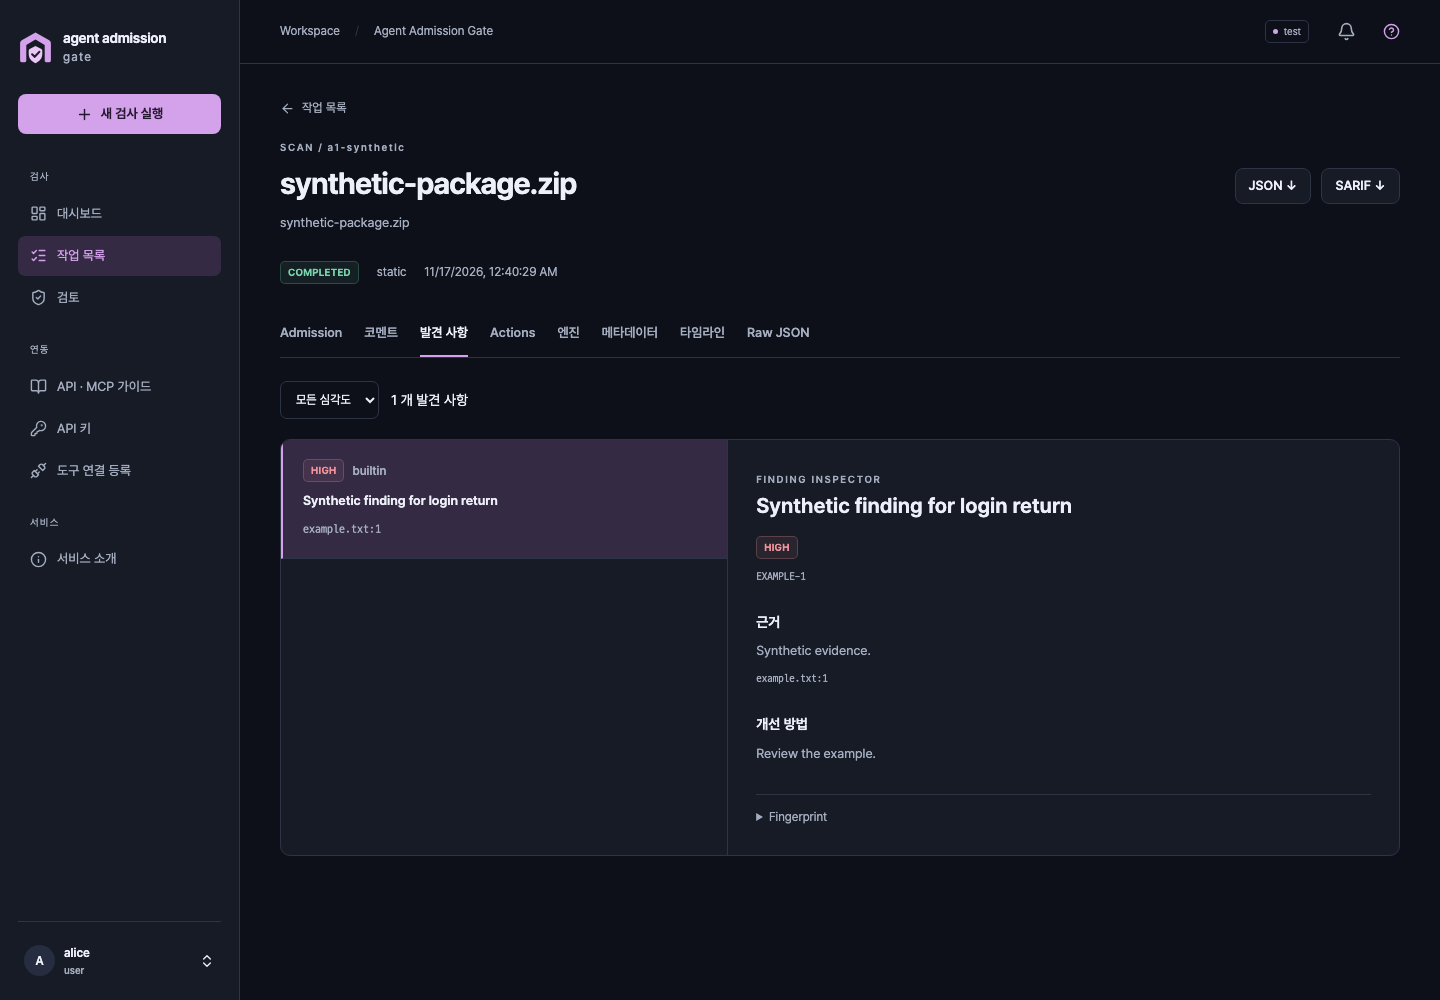 agent admission
gate
새 검사 실행
검사
대시보드
작업 목록
검토
연동
API · MCP 가이드
API 키
도구 연결 등록
서비스
서비스 소개
A
alice
user
Workspace / Agent Admission Gate
test
작업 목록
SCAN / a1-synthetic
synthetic-package.zip
JSON ↓
SARIF ↓
synthetic-package.zip
COMPLETED static 11/17/2026, 12:40:29 AM
Admission 코멘트 발견 사항 Actions 엔진 메타데이터 타임라인 Raw JSON
모든 심각도 1 개 발견 사항
HIGH builtin
Synthetic finding for login return
example.txt:1
FINDING INSPECTOR
Synthetic finding for login return
HIGH
EXAMPLE-1
근거
Synthetic evidence.
example.txt:1
개선 방법
Review the example.
Fingerprint